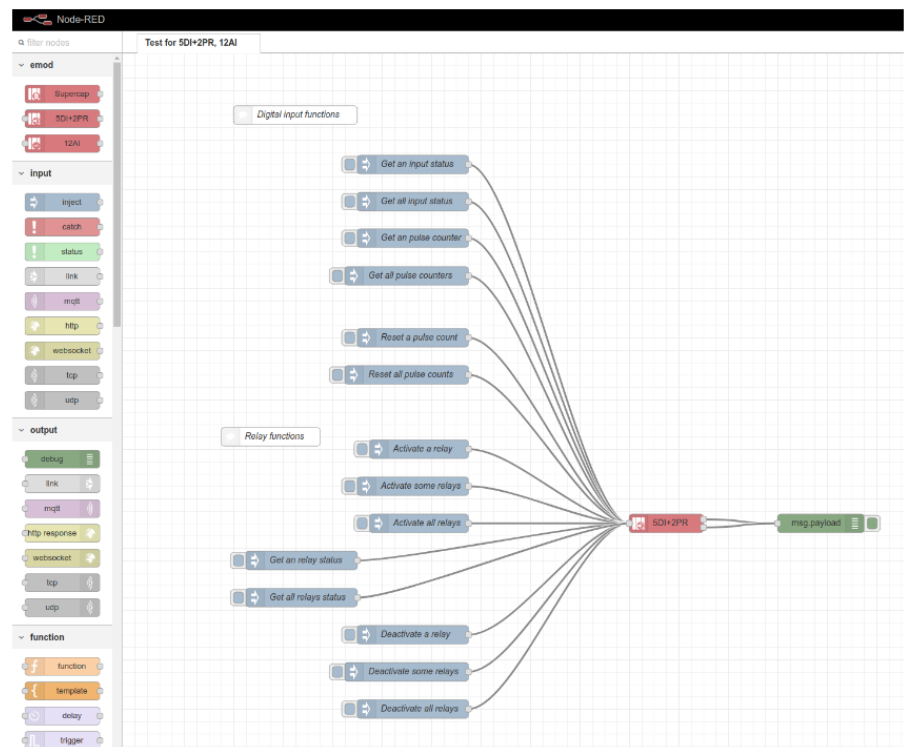 Node-RED
filter nodes
Test for 5DI+2PR, 12AI
emod
Supercap
5DI+2PR
12AI
input
inject
catch
status
link
mqtt
http
websocket
tcp
udp
output
debug
link
mqtt
http response
websocket
tcp
udp
function
function
template
delay
trigger
Digital input functions
Get an input status
Get all input status
Get an pulse counter
Get all pulse counters
Reset a pulse count
Reset all pulse counts
Relay functions
Activate a relay
Activate some relays
Activate all relays
Get an relay status
Get all relays status
Deactivate a relay
Deactivate some relays
Deactivate all relays
5DI+2PR
msg.payload